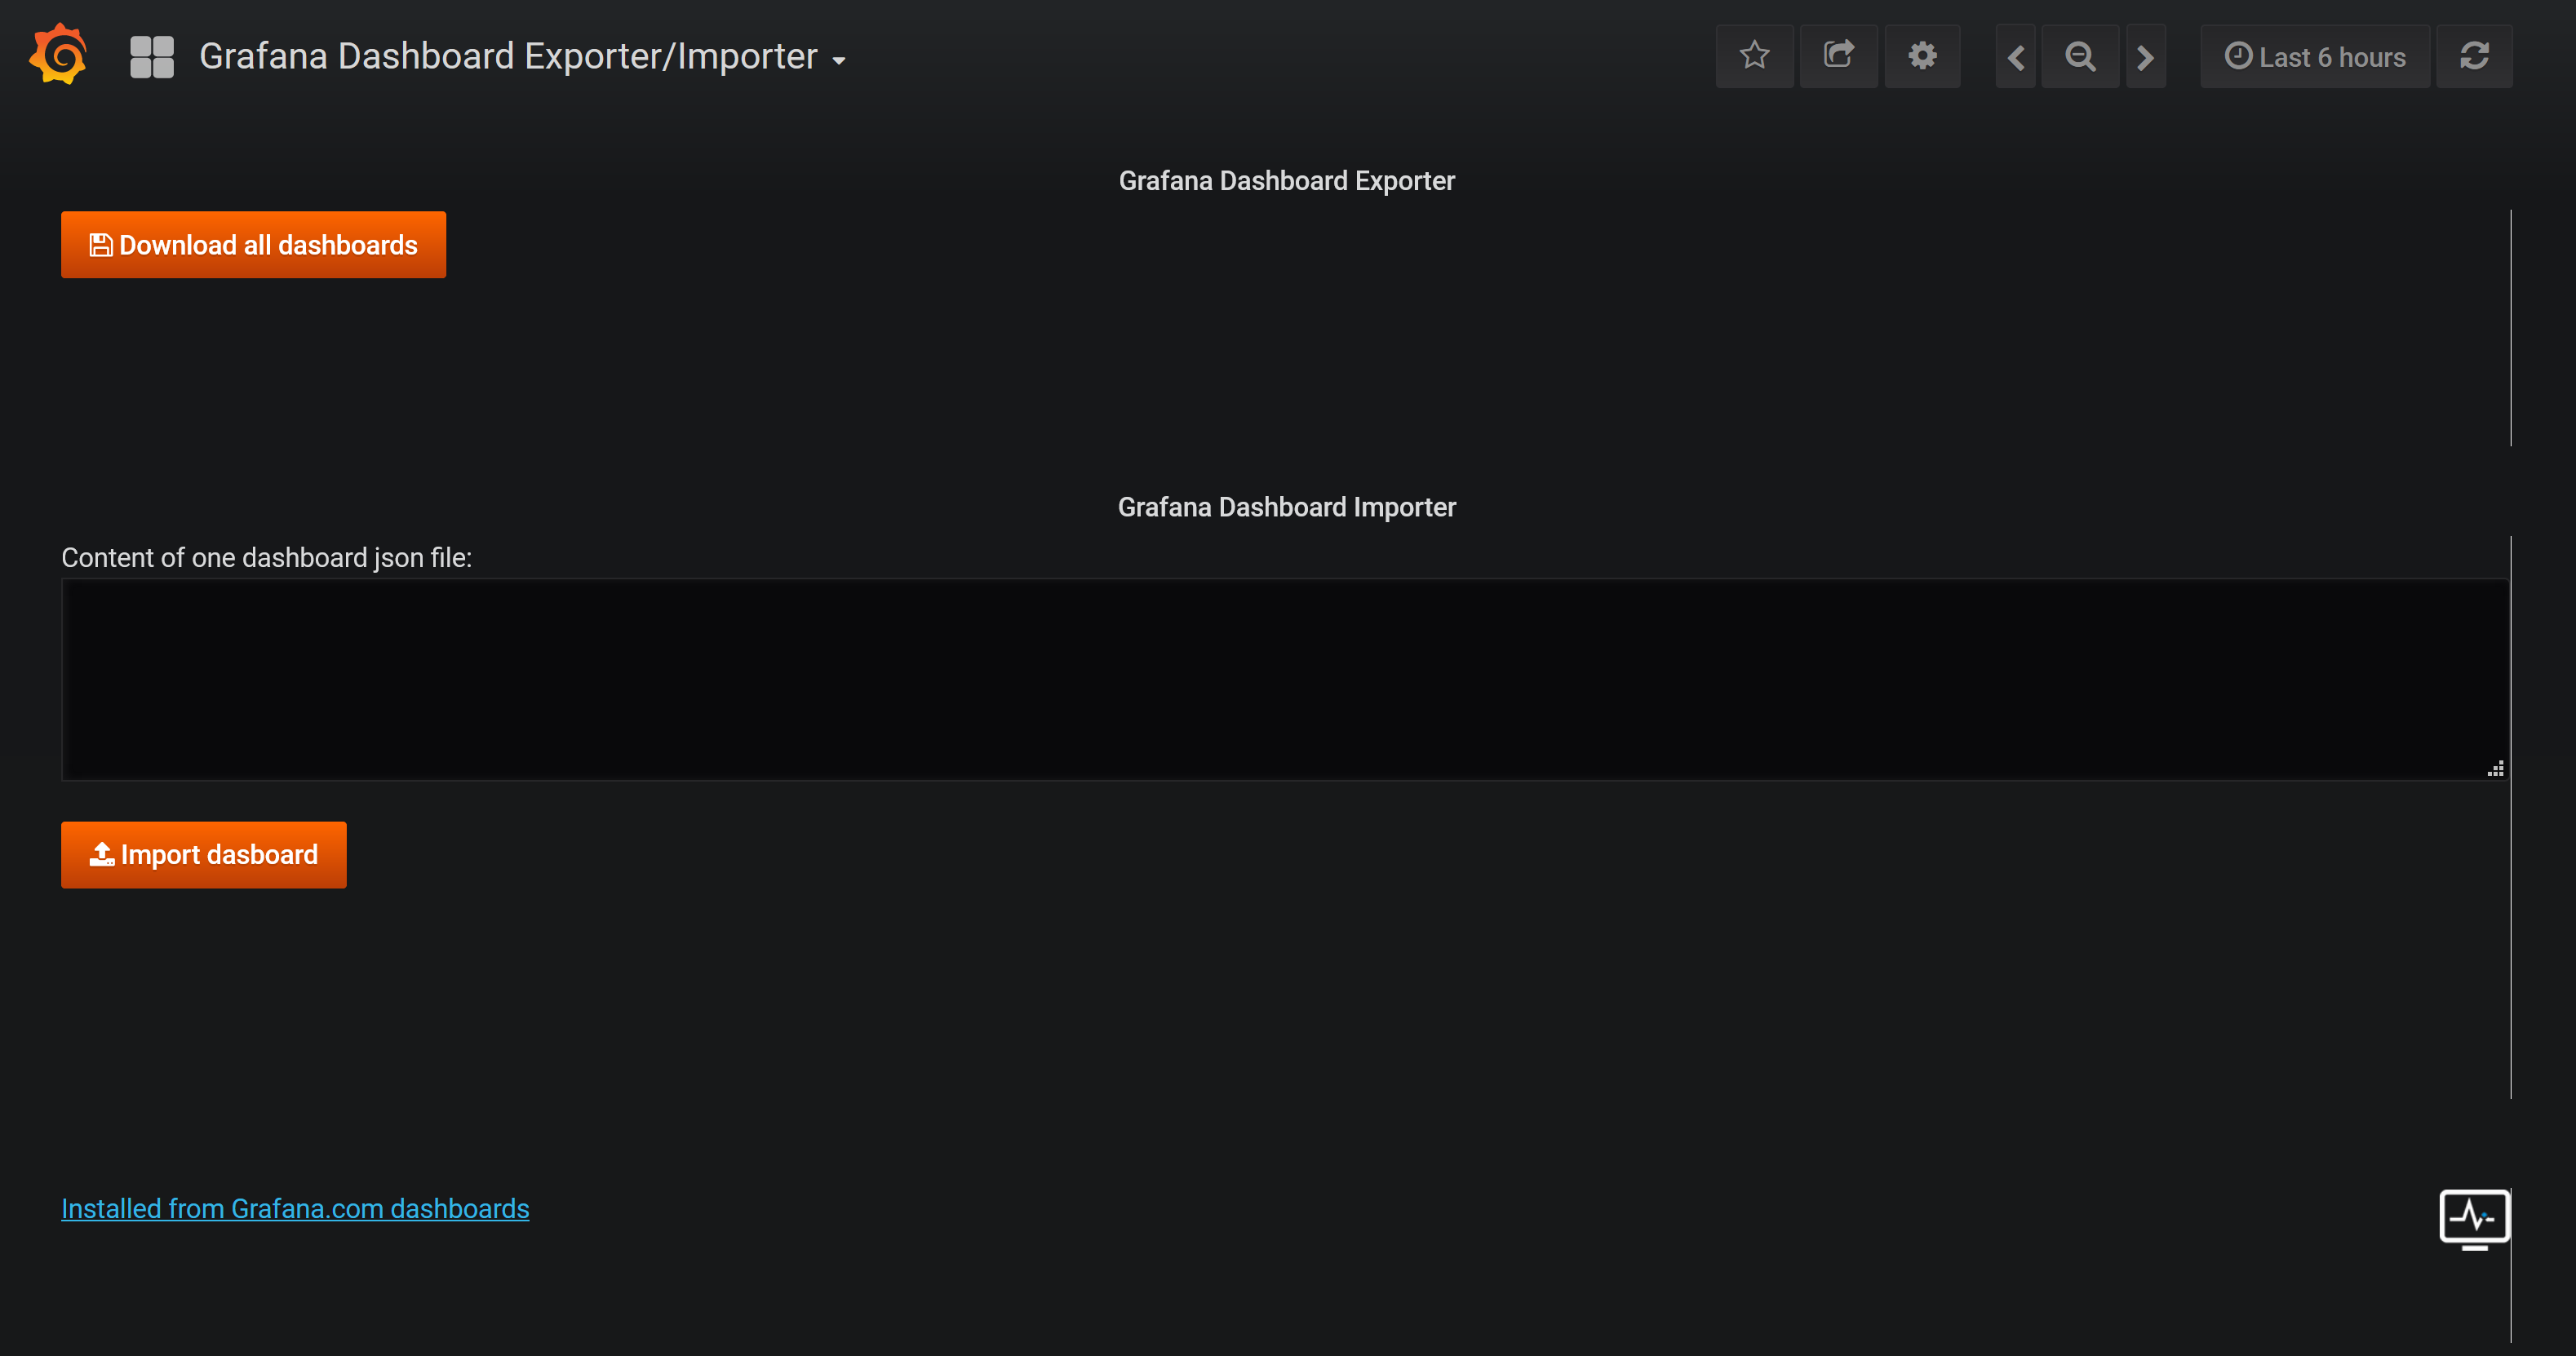 Grafana Dashboard Exporter/Importer
Last 6 hours
Grafana Dashboard Exporter
Download all dashboards
Grafana Dashboard Importer
Content of one dashboard json file:
Import dasboard
Installed from Grafana.com dashboards